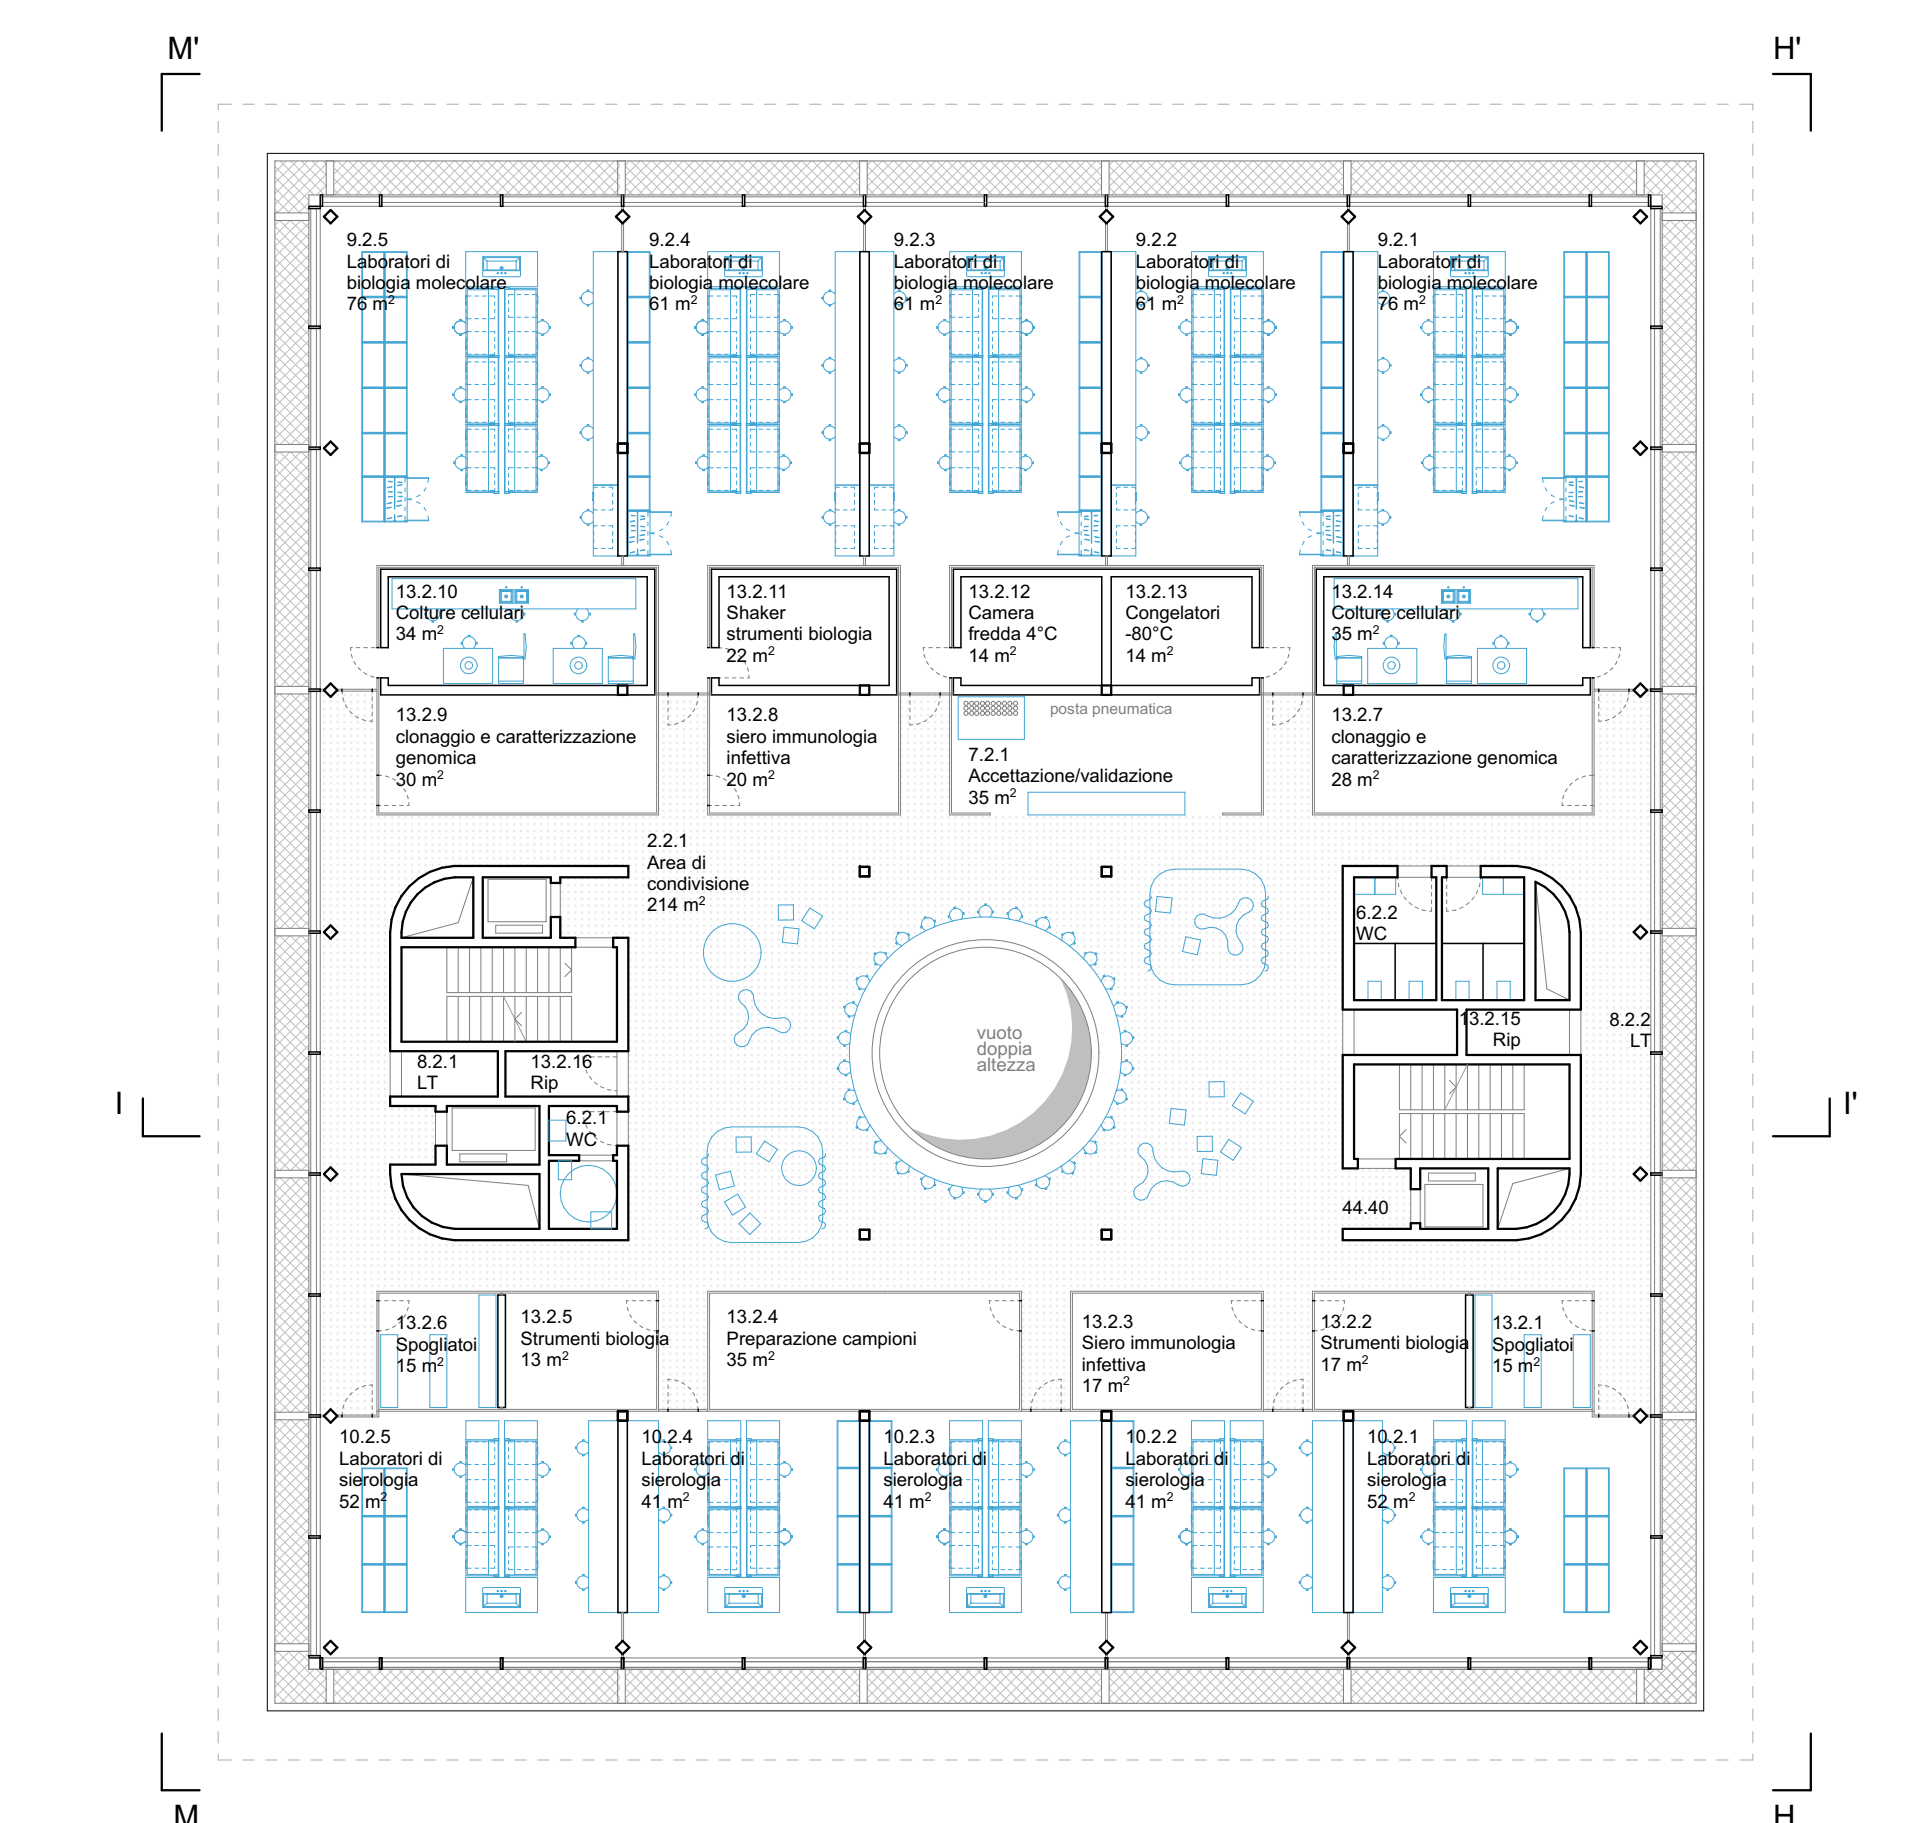 M'
H'
9.2.5
Laboratori di
biologia molecolare
76 m²
9.2.4
Laboratori di
biologia molecolare
61 m²
9.2.3
Laboratori di
biologia molecolare
61 m²
9.2.2
Laboratori di
biologia molecolare
61 m²
9.2.1
Laboratori di
biologia molecolare
76 m²
13.2.10
Colture cellulari
34 m²
13.2.11
Shaker
strumenti biologia
22 m²
13.2.12
Camera
fredda 4°C
14 m²
13.2.13
Congelatori
-80°C
14 m²
13.2.14
Colture cellulari
35 m²
13.2.9
clonaggio e caratterizzazione
genomica
30 m²
13.2.8
siero immunologia
infettiva
20 m²
posta pneumatica
7.2.1
Accettazione/validazione
35 m²
13.2.7
clonaggio e
caratterizzazione genomica
28 m²
2.2.1
Area di
condivisione
214 m²
6.2.2
WC
vuoto
doppia
altezza
13.2.15
Rip
8.2.2
LT
8.2.1
LT
13.2.16
Rip
6.2.1
WC
I
I'
44.40
13.2.6
Spogliatoi
15 m²
13.2.5
Strumenti biologia
13 m²
13.2.4
Preparazione campioni
35 m²
13.2.3
Siero immunologia
infettiva
17 m²
13.2.2
Strumenti biologia
17 m²
13.2.1
Spogliatoi
15 m²
10.2.5
Laboratori di
sierologia
52 m²
10.2.4
Laboratori di
sierologia
41 m²
10.2.3
Laboratori di
sierologia
41 m²
10.2.2
Laboratori di
sierologia
41 m²
10.2.1
Laboratori di
sierologia
52 m²
M
H